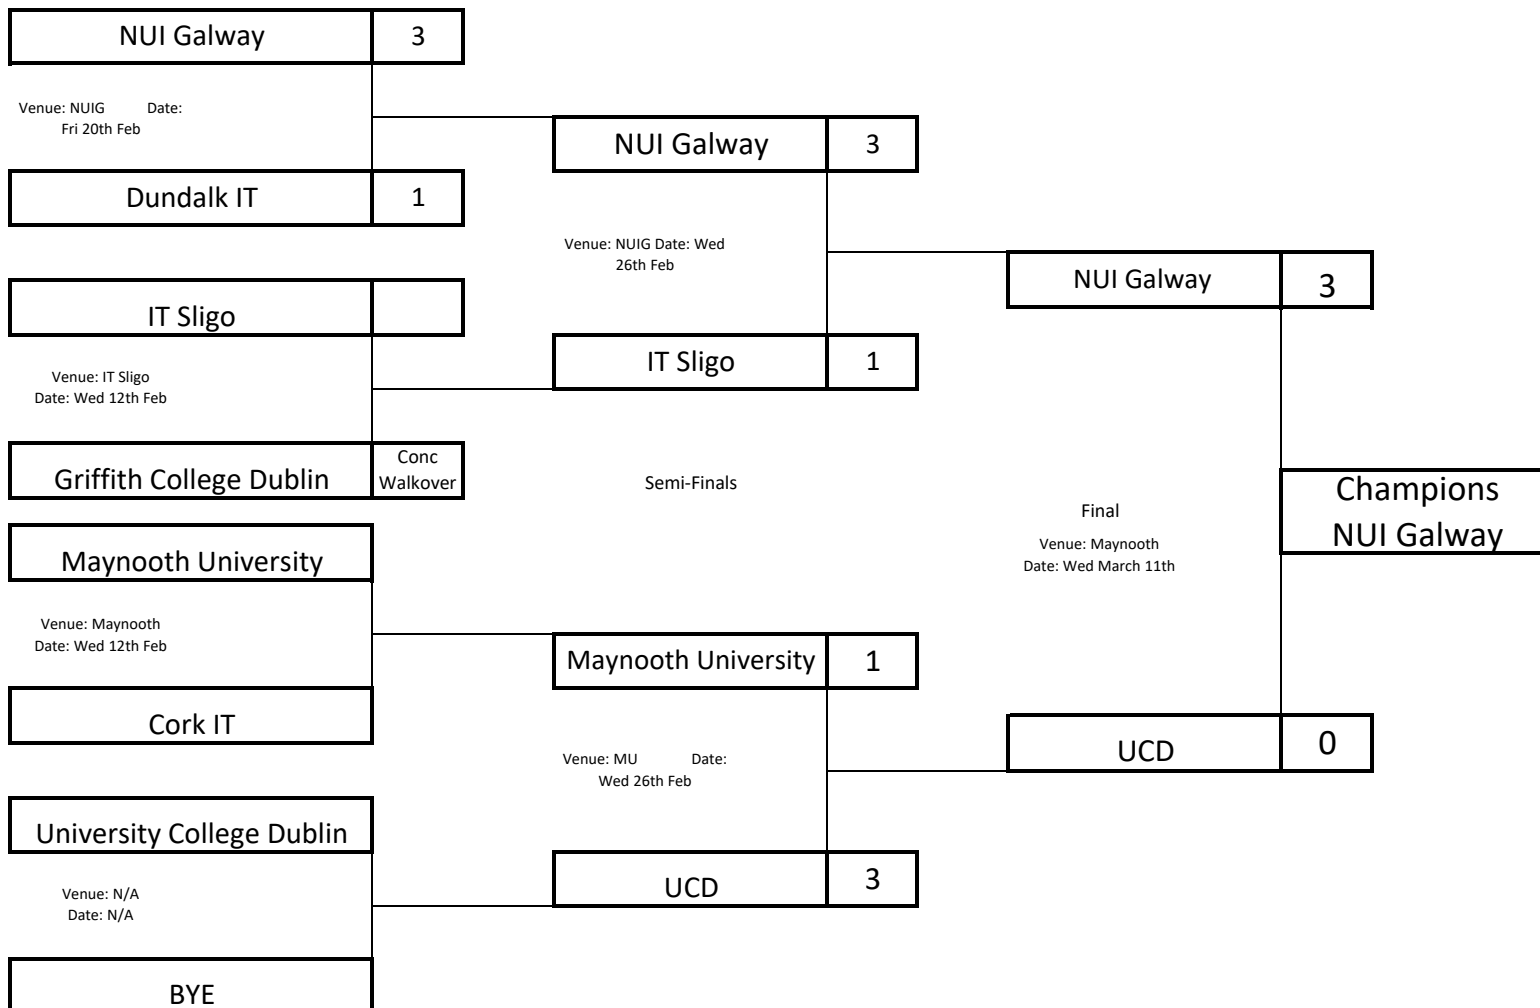 NUI Galway 3
Venue: NUIG Date:
Fri 20th Feb
Dundalk IT 1
IT Sligo
Venue: IT Sligo
Date: Wed 12th Feb
Griffith College Dublin
Conc
Walkover
Maynooth University
Venue: Maynooth
Date: Wed 12th Feb
Cork IT
University College Dublin
Venue: N/A
Date: N/A
BYE
NUI Galway 3
Venue: NUIG Date: Wed
26th Feb
IT Sligo 1
Semi-Finals
Maynooth University 1
Venue: MU Date:
Wed 26th Feb
UCD 3
NUI Galway 3
Final
Venue: Maynooth
Date: Wed March 11th
UCD 0
Champions
NUI Galway